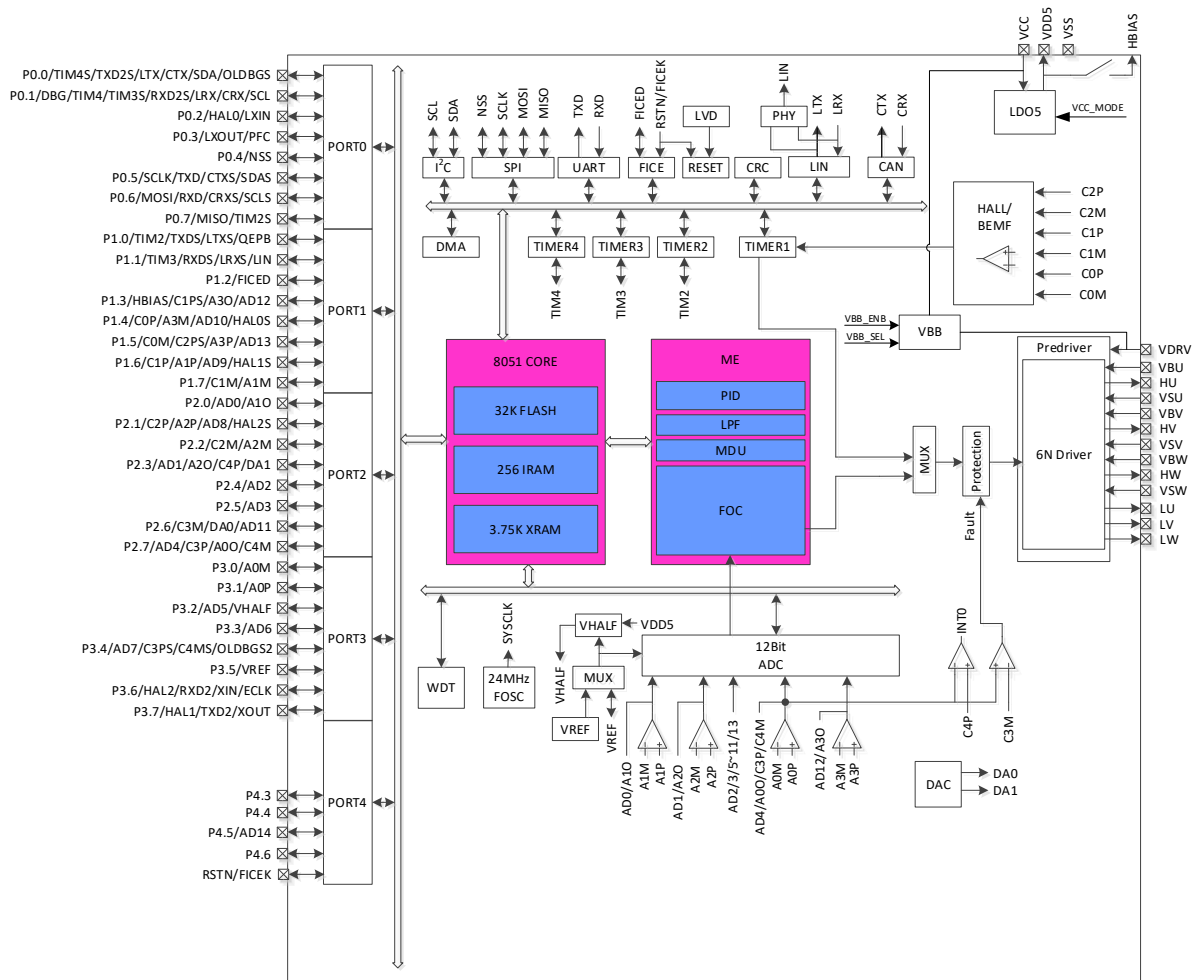 VCC
VDD5
VSS
HBIAS
P0.0/TIM4S/TXD2S/LTX/CTX/SDA/OLDBGS
P0.1/DBG/TIM4/TIM3S/RXD2S/LRX/CRX/SCL
P0.2/HAL0/LXIN
P0.3/LXOUT/PFC
P0.4/NSS
P0.5/SCLK/TXD/CTXS/SDAS
P0.6/MOSI/RXD/CRXS/SCLS
P0.7/MISO/TIM2S
P1.0/TIM2/TXDS/LTXS/QEPB
P1.1/TIM3/RXDS/LRXS/LIN
P1.2/FICED
P1.3/HBIAS/C1PS/A3O/AD12
P1.4/C0P/A3M/AD10/HAL0S
P1.5/C0M/C2PS/A3P/AD13
P1.6/C1P/A1P/AD9/HAL1S
P1.7/C1M/A1M
P2.0/AD0/A1O
P2.1/C2P/A2P/AD8/HAL2S
P2.2/C2M/A2M
P2.3/AD1/A2O/C4P/DA1
P2.4/AD2
P2.5/AD3
P2.6/C3M/DA0/AD11
P2.7/AD4/C3P/A0O/C4M
P3.0/A0M
P3.1/A0P
P3.2/AD5/VHALF
P3.3/AD6
P3.4/AD7/C3PS/C4MS/OLDBGS2
P3.5/VREF
P3.6/HAL2/RXD2/XIN/ECLK
P3.7/HAL1/TXD2/XOUT
P4.3
P4.4
P4.5/AD14
P4.6
RSTN/FICEK
PORT0
PORT1
PORT2
PORT3
PORT4
SCL
SDA
NSS
SCLK
MOSI
MISO
TXD
RXD
FICED
RSTN/FICEK
LVD
LIN
PHY
LTX
LRX
CTX
CRX
I²C
SPI
UART
FICE
RESET
CRC
LIN
CAN
LDO5
VCC_MODE
DMA
TIMER4
TIMER3
TIMER2
TIMER1
TIM4
TIM3
TIM2
HALL/
BEMF
C2P
C2M
C1P
C1M
C0P
C0M
VBB_ENB
VBB_SEL
VBB
8051 CORE
32K FLASH
256 IRAM
3.75K XRAM
ME
PID
LPF
MDU
FOC
MUX
Protection
Fault
Predriver
6N Driver
VDRV
VBU
HU
VSU
VBV
HV
VSV
VBW
HW
VSW
LU
LV
LW
WDT
SYSCLK
24MHz
FOSC
VHALF
VDD5
VHALF
MUX
VREF
VREF
12Bit
ADC
AD0/A1O
A1M
A1P
AD1/A2O
A2M
A2P
AD2/3/5~11/13
AD4/A0O/C3P/C4M
A0M
A0P
AD12/A3O
A3M
A3P
INT0
C4P
C3M
DAC
DA0
DA1